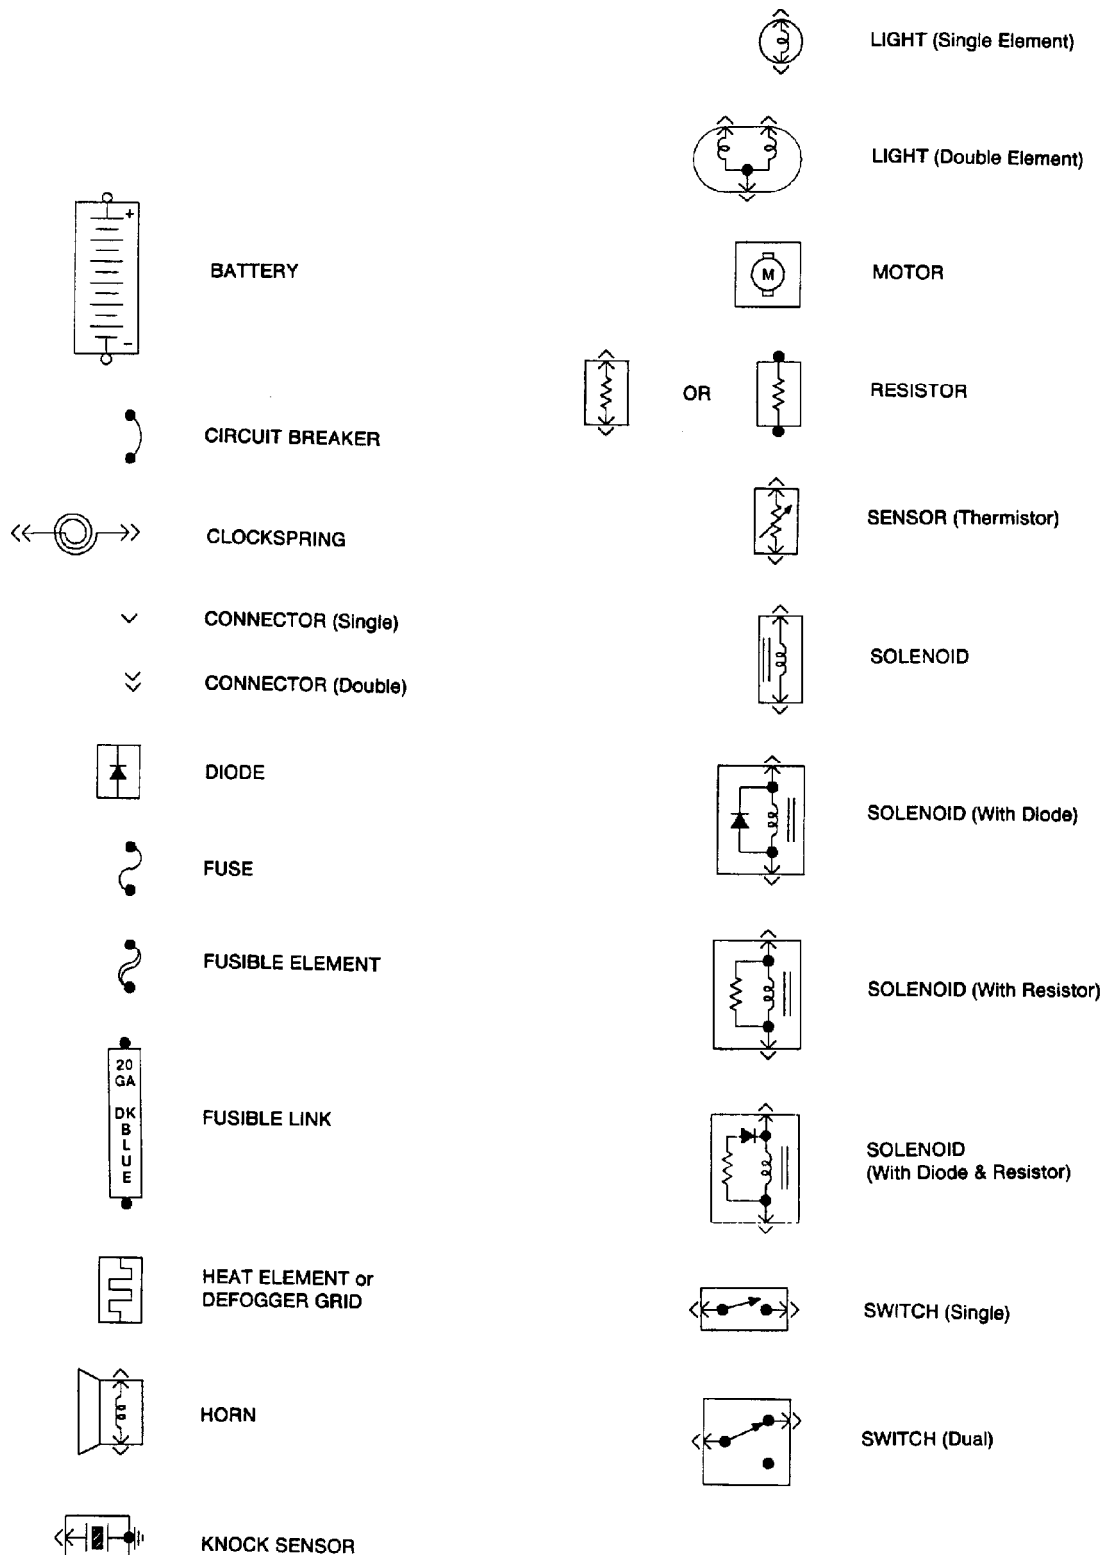 +
−
BATTERY
CIRCUIT BREAKER
CLOCKSPRING
CONNECTOR (Single)
CONNECTOR (Double)
DIODE
FUSE
FUSIBLE ELEMENT
20
GA
DK
B
L
U
E
FUSIBLE LINK
HEAT ELEMENT or
DEFOGGER GRID
HORN
KNOCK SENSOR
LIGHT (Single Element)
LIGHT (Double Element)
M
MOTOR
OR
RESISTOR
SENSOR (Thermistor)
SOLENOID
SOLENOID (With Diode)
SOLENOID (With Resistor)
SOLENOID
(With Diode & Resistor)
SWITCH (Single)
SWITCH (Dual)